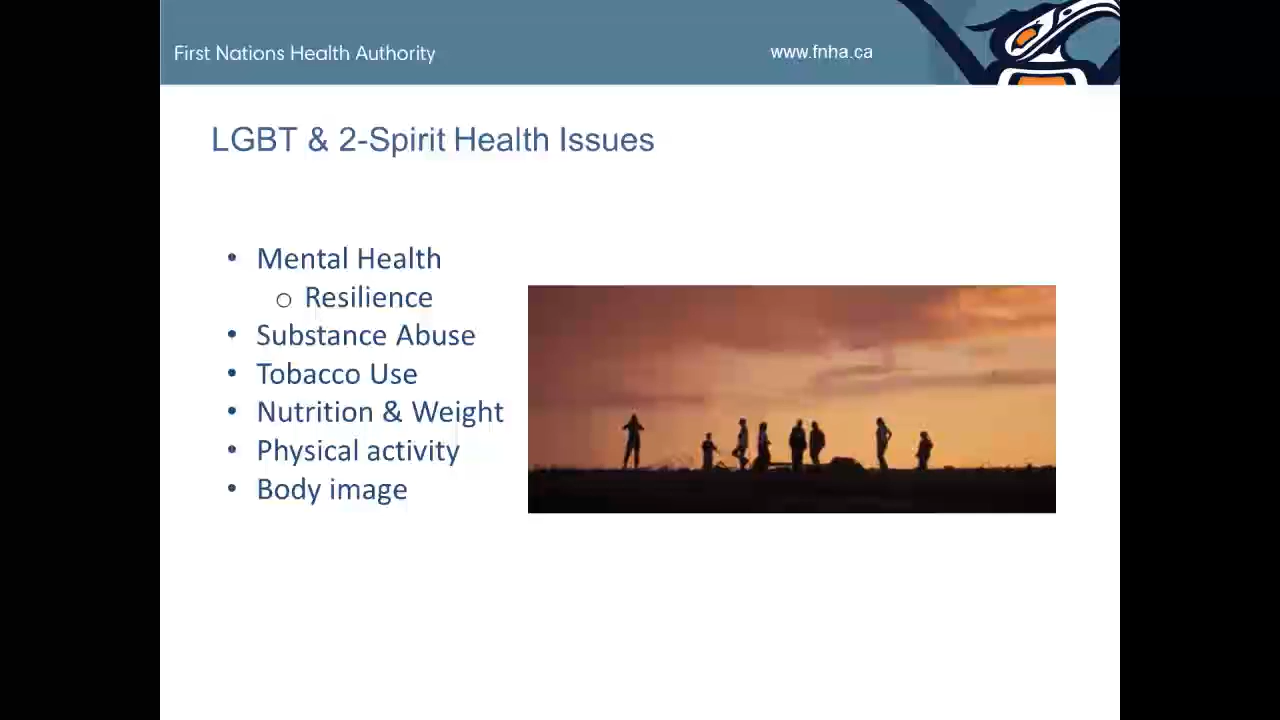 First Nations Health Authority
www.fnha.ca
LGBT & 2-Spirit Health Issues
• Mental Health
o Resilience
• Substance Abuse
• Tobacco Use
• Nutrition & Weight
• Physical activity
• Body image